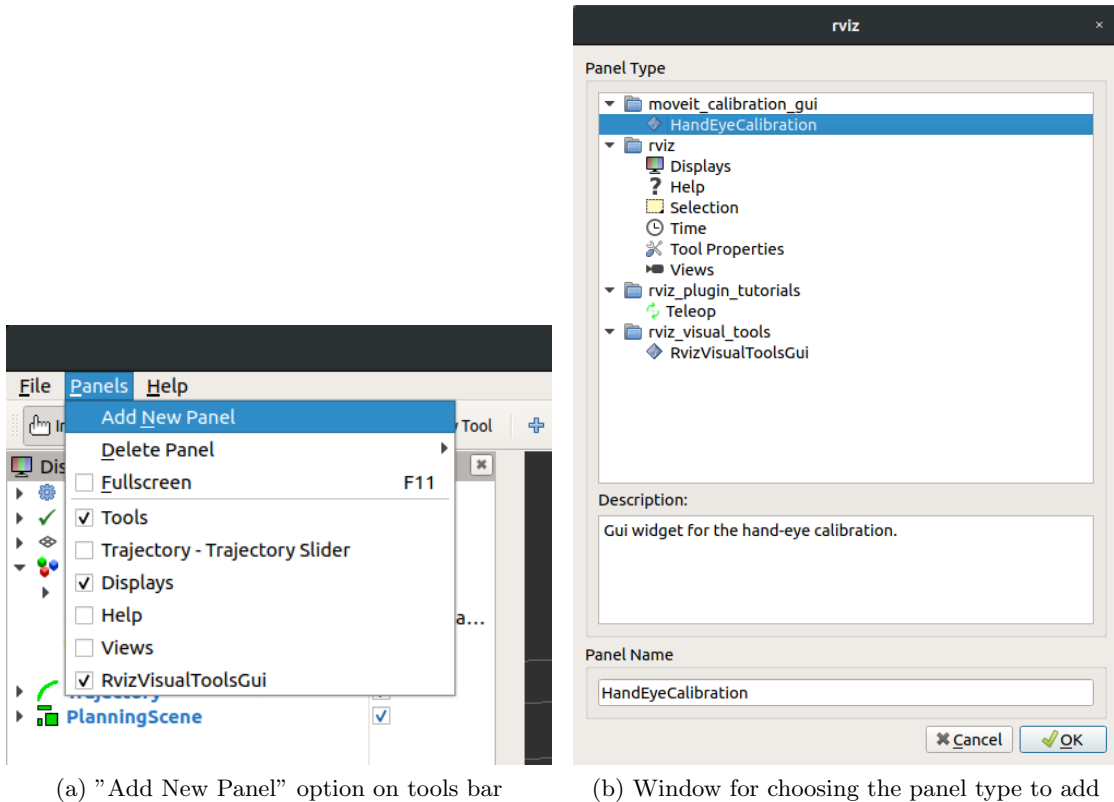 File Panels Help
Add New Panel
Tool
Delete Panel
Dis
Fullscreen F11
Tools
Trajectory - Trajectory Slider
Displays
Help
a...
Views
RvizVisualToolsGui
PlanningScene
(a) "Add New Panel" option on tools bar
rviz
Panel Type
moveit_calibration_gui
HandEyeCalibration
rviz
Displays
Help
Selection
Time
Tool Properties
Views
rviz_plugin_tutorials
Teleop
rviz_visual_tools
RvizVisualToolsGui
Description:
Gui widget for the hand-eye calibration.
Panel Name
HandEyeCalibration
Cancel OK
(b) Window for choosing the panel type to add